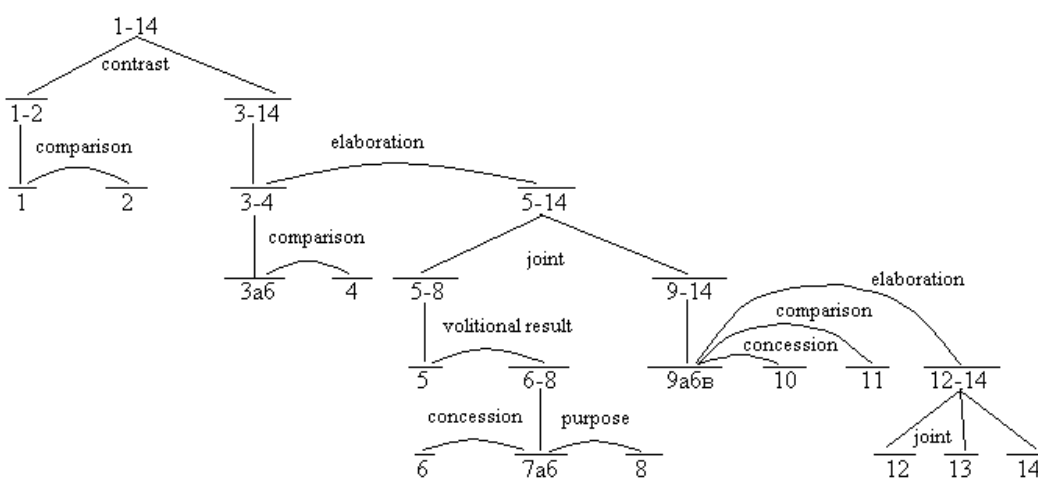 1-14
contrast
1-2 3-14
comparison elaboration
1 2 3-4 5-14
comparison joint
3аб 4 5-8 9-14
elaboration
comparison
volitional result concession
5 6-8 9абв 10 11 12-14
concession purpose joint
6 7аб 8 12 13 14